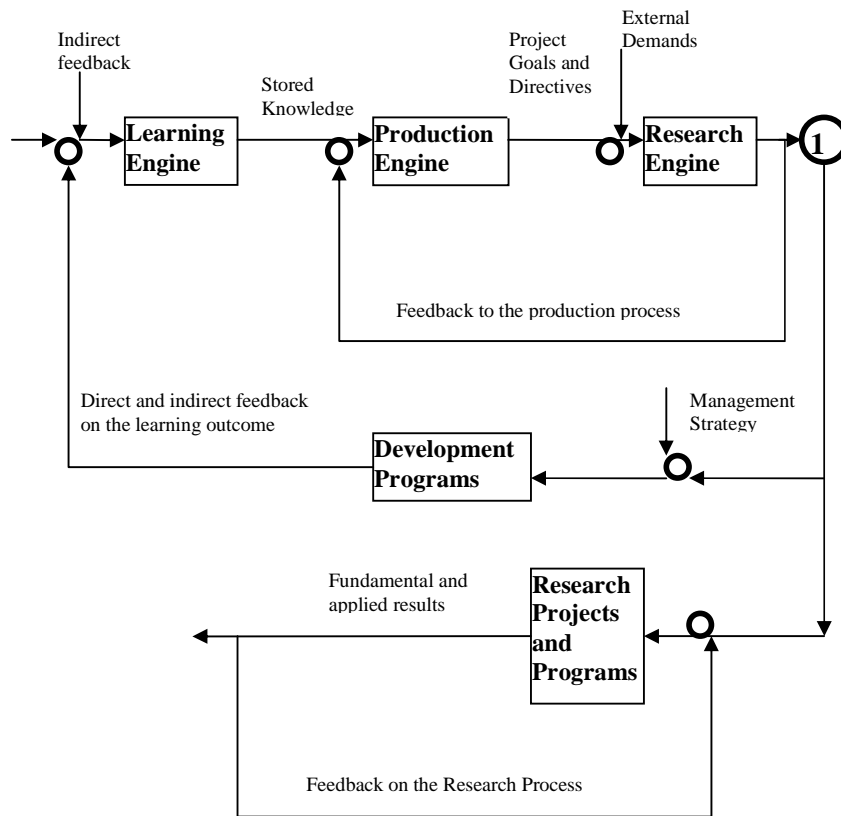 Indirect
feedback
Stored
Knowledge
Project
Goals and
Directives
External
Demands
Learning
Engine
Production
Engine
Research
Engine
1
Feedback to the production process
Direct and indirect feedback
on the learning outcome
Management
Strategy
Development
Programs
Fundamental and
applied results
Research
Projects
and
Programs
Feedback on the Research Process